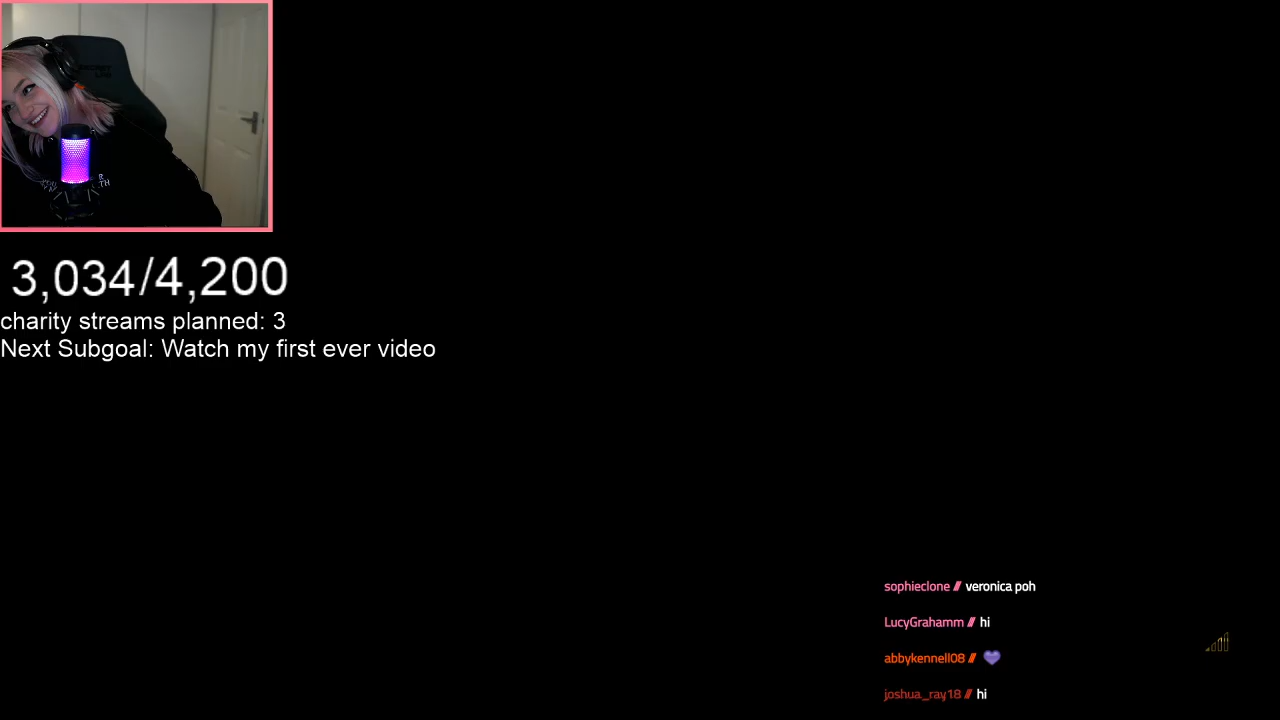 3,034/4,200
charity streams planned: 3
Next Subgoal: Watch my first ever video
sophieclone // veronica poh
LucyGrahamm // hi
abbykennell08 // 💜
joshua_ray18 // hi